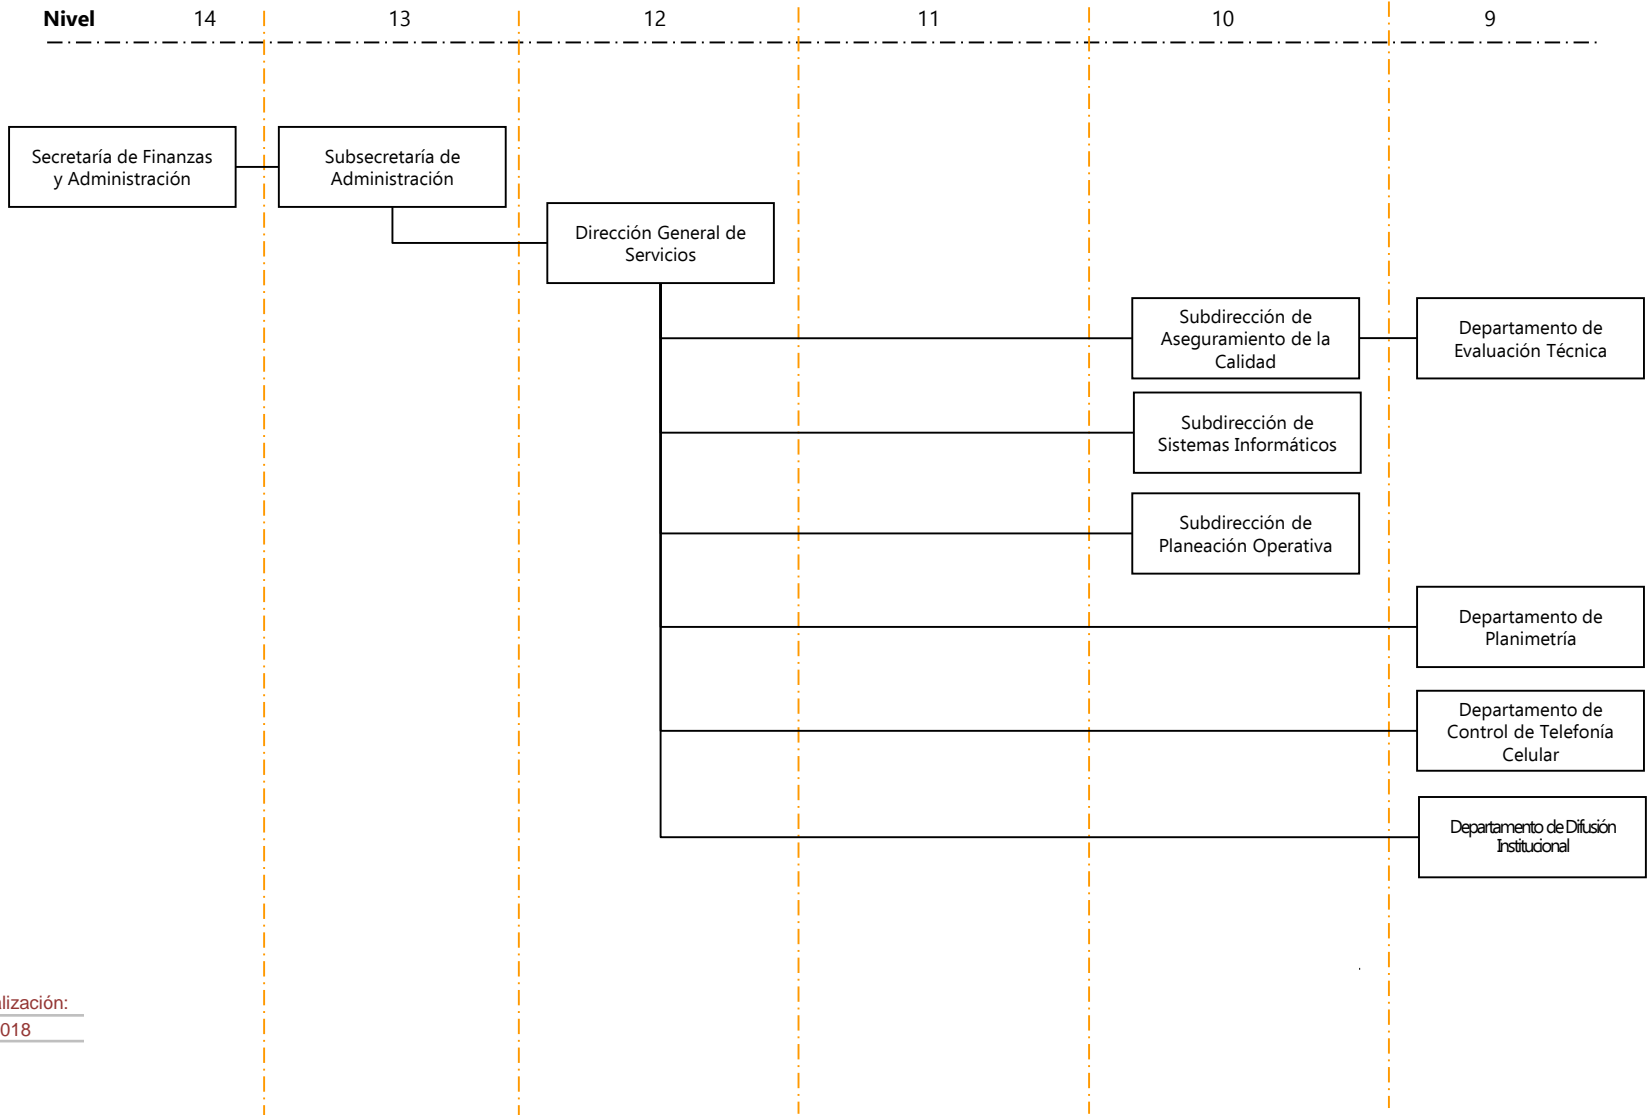 Nivel 14 13 12 11 10 9
Secretaría de Finanzas
y Administración
Subsecretaría de
Administración
Dirección General de
Servicios
Subdirección de
Aseguramiento de la
Calidad
Departamento de
Evaluación Técnica
Subdirección de
Sistemas Informáticos
Subdirección de
Planeación Operativa
Departamento de
Planimetría
Departamento de
Control de Telefonía
Celular
Departamento de Difusión
Institucional
.
lización:
018